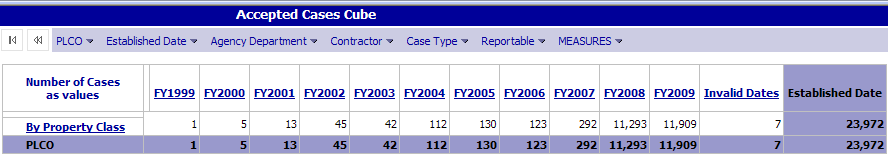 Accepted Cases Cube
PLCO Established Date Agency Department Contractor Case Type Reportable MEASURES
Number of Cases as values FY1999 FY2000 FY2001 FY2002 FY2003 FY2004 FY2005 FY2006 FY2007 FY2008 FY2009 Invalid Dates Established Date
By Property Class 1 5 13 45 42 112 130 123 292 11,293 11,909 7 23,972
PLCO 1 5 13 45 42 112 130 123 292 11,293 11,909 7 23,972